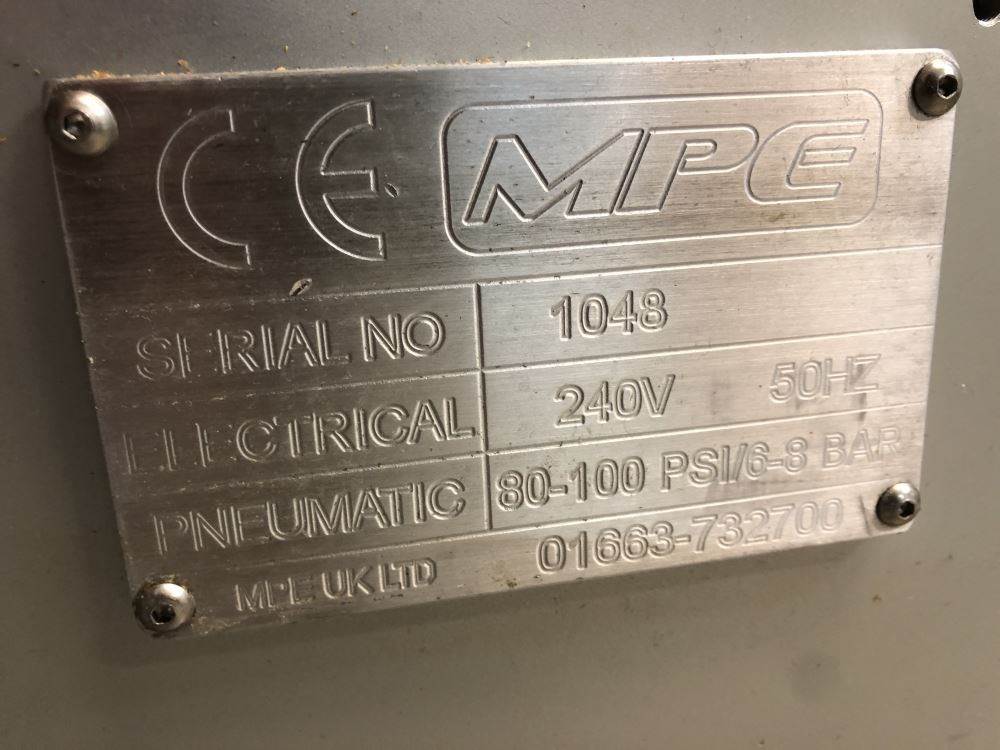 CE MPE
SERIAL NO 1048
ELECTRICAL 240V 50HZ
PNEUMATIC 80-100 PSI/6-8 BAR
MPE UK LTD 01663-732700